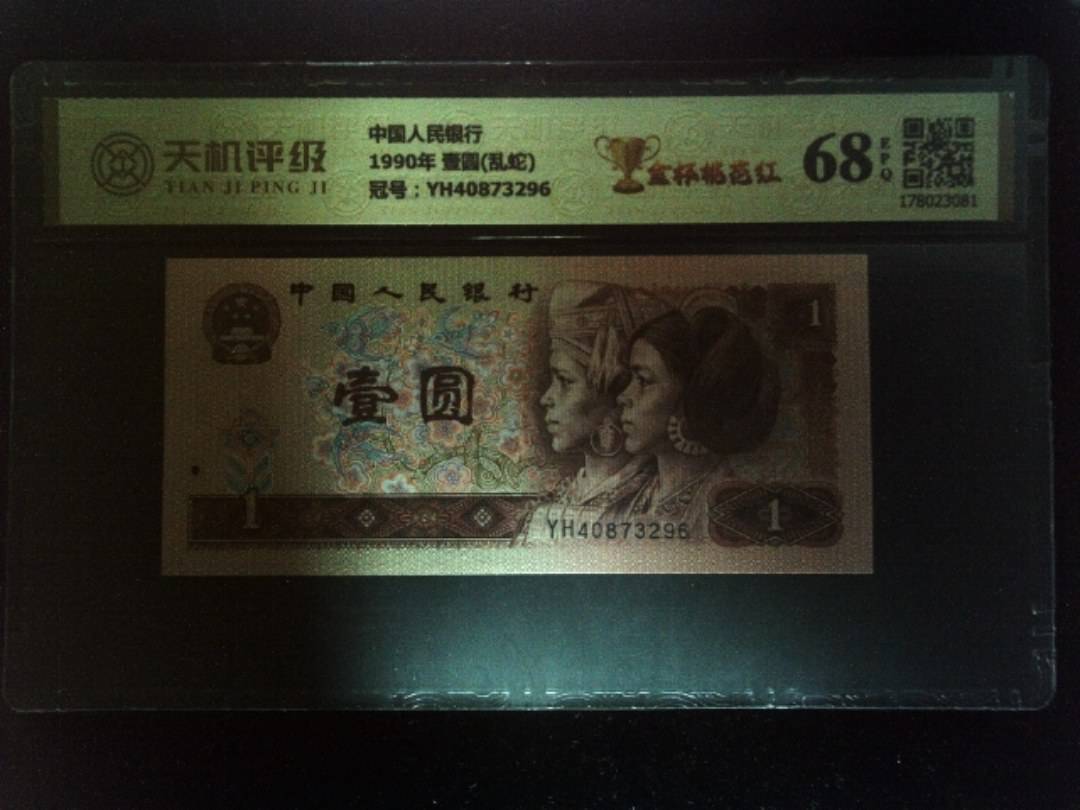 天机评级
TIAN JI PING JI
中国人民银行
1990年 壹圆(乱蛇)
冠号：YH40873296
金杯桃花红
68
EPQ
178023081
中国人民银行
1
壹圆
1
YH40873296
1